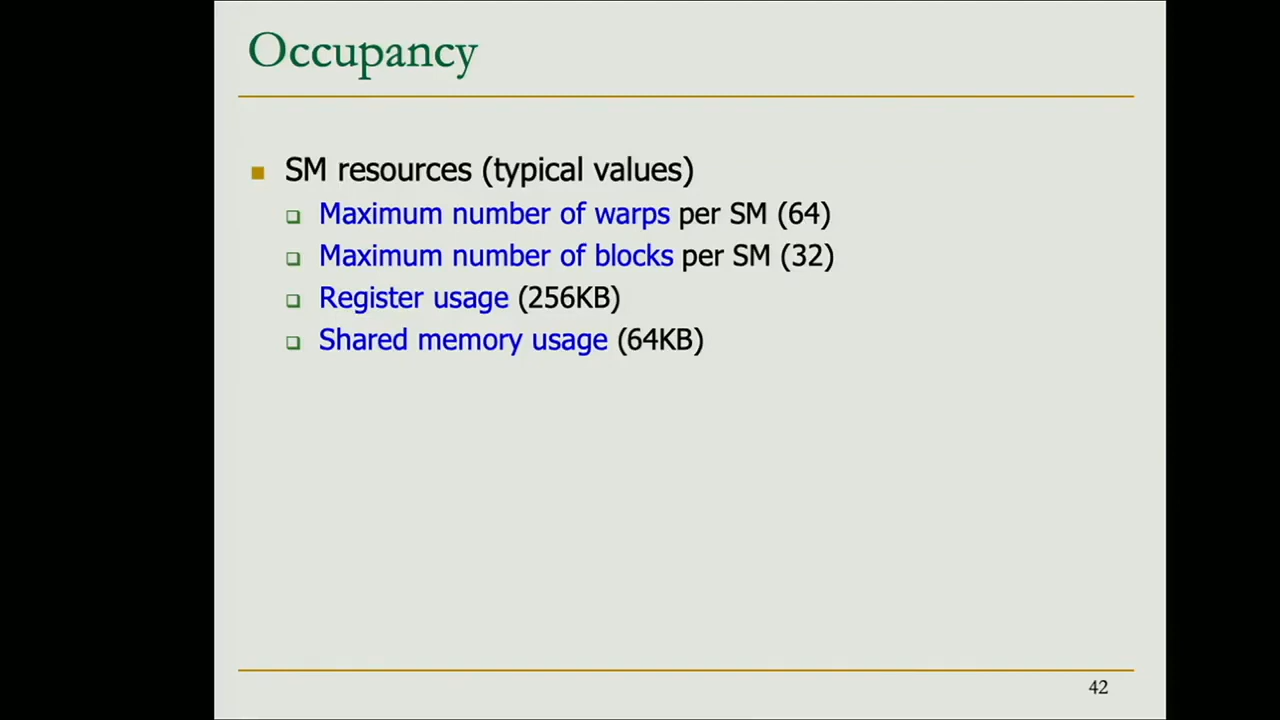 Occupancy
SM resources (typical values)
Maximum number of warps per SM (64)
Maximum number of blocks per SM (32)
Register usage (256KB)
Shared memory usage (64KB)
42